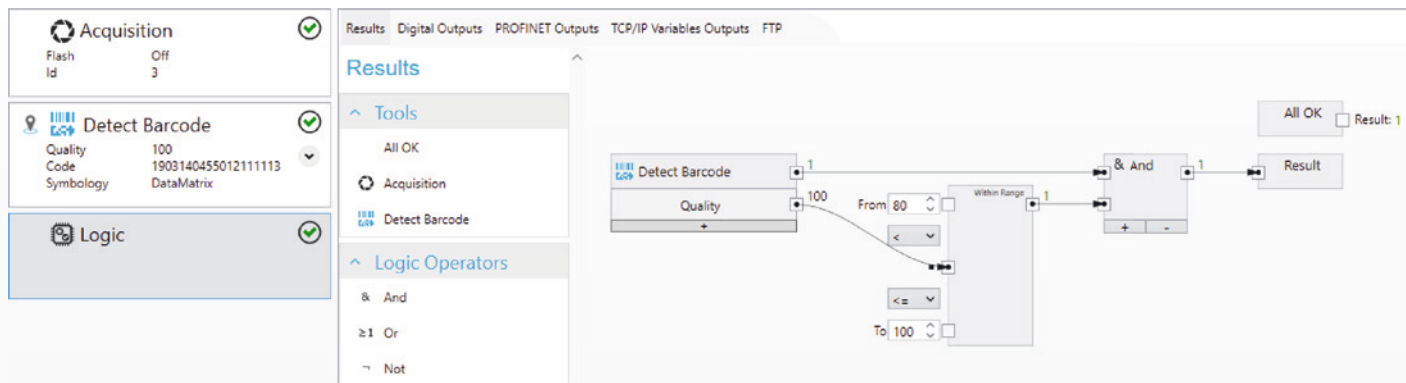 Acquisition
Flash Off
Id 3
Detect Barcode
Quality 100
Code 1903140455012111113
Symbology DataMatrix
Logic
Results Digital Outputs PROFINET Outputs TCP/IP Variables Outputs FTP
Results
Tools
All OK
Acquisition
Detect Barcode
Logic Operators
& And
≥1 Or
¬ Not
Detect Barcode 1
Quality 100
+
From 80
<
<=
To 100
Within Range 1
& And 1
+ -
All OK Result: 1
Result